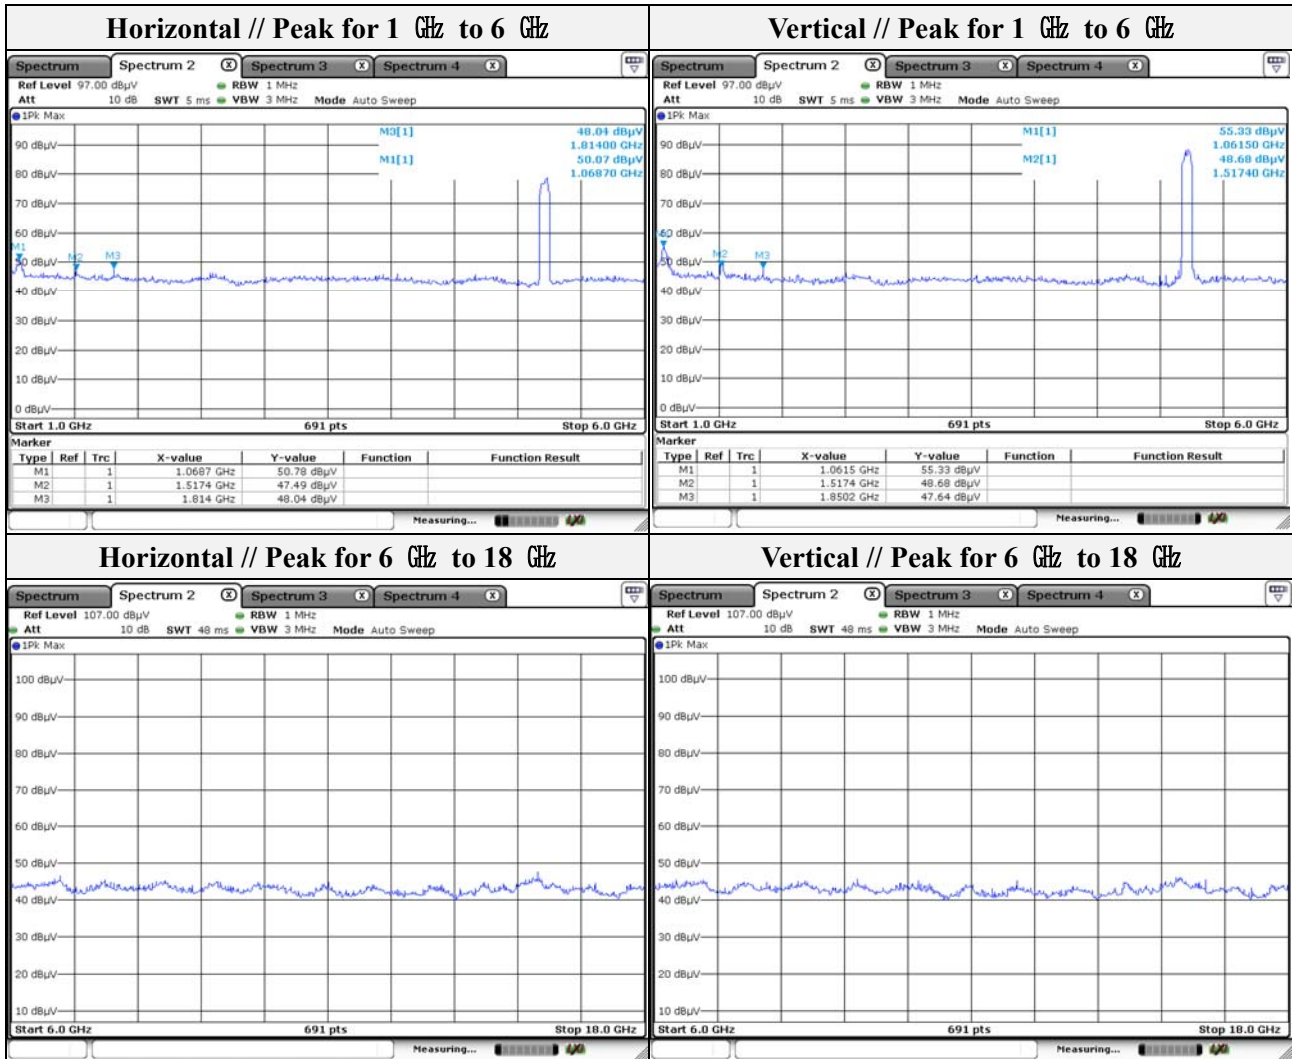 Horizontal // Peak for 1 ㎓ to 6 ㎓
Spectrum Spectrum 2 Spectrum 3 Spectrum 4
Ref Level 97.00 dBµV RBW 1 MHz
Att 10 dB SWT 5 ms VBW 3 MHz Mode Auto Sweep
1Pk Max
M3[1] 48.04 dBµV
1.81400 GHz
M1[1] 50.07 dBµV
1.06870 GHz
90 dBµV
80 dBµV
70 dBµV
60 dBµV
M1
M2 M3
50 dBµV
40 dBµV
30 dBµV
20 dBµV
10 dBµV
0 dBµV
Start 1.0 GHz 691 pts Stop 6.0 GHz
Marker
Type Ref Trc X-value Y-value Function Function Result
M1 1 1.0687 GHz 50.78 dBµV
M2 1 1.5174 GHz 47.49 dBµV
M3 1 1.814 GHz 48.04 dBµV
Measuring...
Vertical // Peak for 1 ㎓ to 6 ㎓
Spectrum Spectrum 2 Spectrum 3 Spectrum 4
Ref Level 97.00 dBµV RBW 1 MHz
Att 10 dB SWT 5 ms VBW 3 MHz Mode Auto Sweep
1Pk Max
M1[1] 55.33 dBµV
1.06150 GHz
M2[1] 48.68 dBµV
1.51740 GHz
90 dBµV
80 dBµV
70 dBµV
60 dBµV
M2 M3
50 dBµV
40 dBµV
30 dBµV
20 dBµV
10 dBµV
0 dBµV
Start 1.0 GHz 691 pts Stop 6.0 GHz
Marker
Type Ref Trc X-value Y-value Function Function Result
M1 1 1.0615 GHz 55.33 dBµV
M2 1 1.5174 GHz 48.68 dBµV
M3 1 1.8502 GHz 47.64 dBµV
Measuring...
Horizontal // Peak for 6 ㎓ to 18 ㎓
Spectrum Spectrum 2 Spectrum 3 Spectrum 4
Ref Level 107.00 dBµV RBW 1 MHz
Att 10 dB SWT 48 ms VBW 3 MHz Mode Auto Sweep
1Pk Max
100 dBµV
90 dBµV
80 dBµV
70 dBµV
60 dBµV
50 dBµV
40 dBµV
30 dBµV
20 dBµV
10 dBµV
Start 6.0 GHz 691 pts Stop 18.0 GHz
Measuring...
Vertical // Peak for 6 ㎓ to 18 ㎓
Spectrum Spectrum 2 Spectrum 3 Spectrum 4
Ref Level 107.00 dBµV RBW 1 MHz
Att 10 dB SWT 48 ms VBW 3 MHz Mode Auto Sweep
1Pk Max
100 dBµV
90 dBµV
80 dBµV
70 dBµV
60 dBµV
50 dBµV
40 dBµV
30 dBµV
20 dBµV
10 dBµV
Start 6.0 GHz 691 pts Stop 18.0 GHz
Measuring...